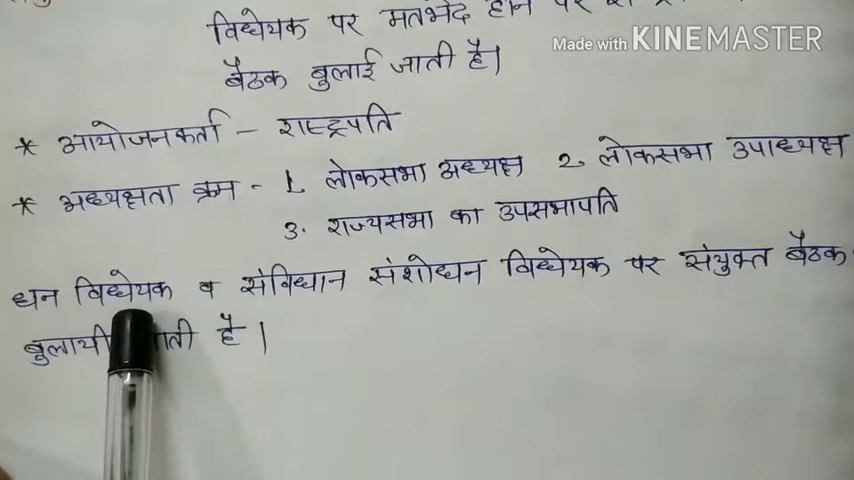 विधेयक पर मतभेद होने पर
Made with KINEMASTER
बैठक बुलाई जाती है।
* आयोजनकर्ता - राष्ट्रपति
* अध्यक्षता क्रम - 1. लोकसभा अध्यक्ष 2. लोकसभा उपाध्यक्ष
3. राज्यसभा का उपसभापति
धन विधेयक व संविधान संशोधन विधेयक पर संयुक्त बैठक
बुलायी जाती है।